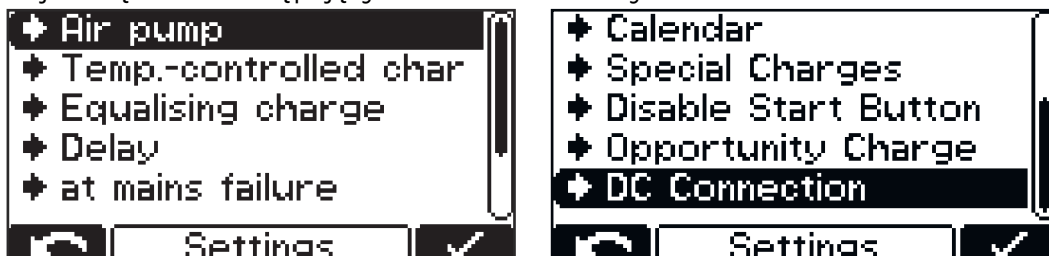 Air pump
Temp.-controlled char
Equalising charge
Delay
at mains failure
Settings
Calendar
Special Charges
Disable Start Button
Opportunity Charge
DC Connection
Settings